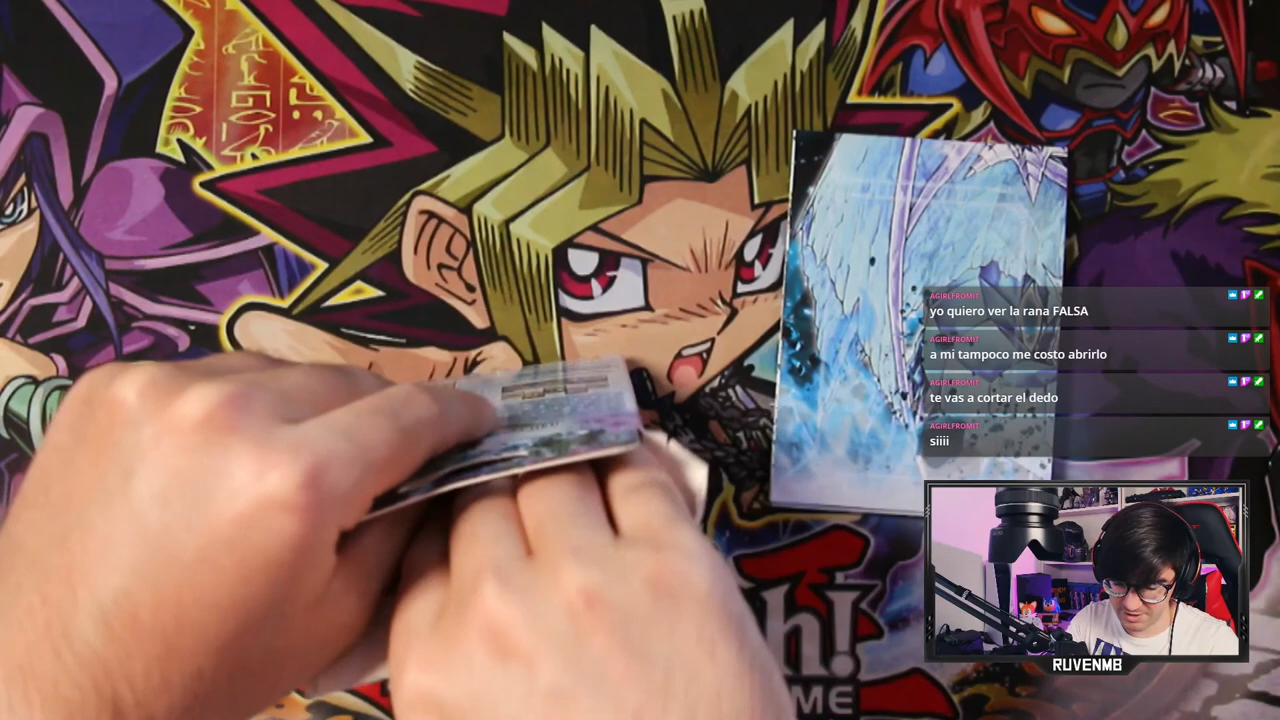 AGIRLFROMIT
yo quiero ver la rana FALSA
AGIRLFROMIT
a mi tampoco me costo abrirlo
AGIRLFROMIT
te vas a cortar el dedo
AGIRLFROMIT
siiii
RUVENMB
h!
ME